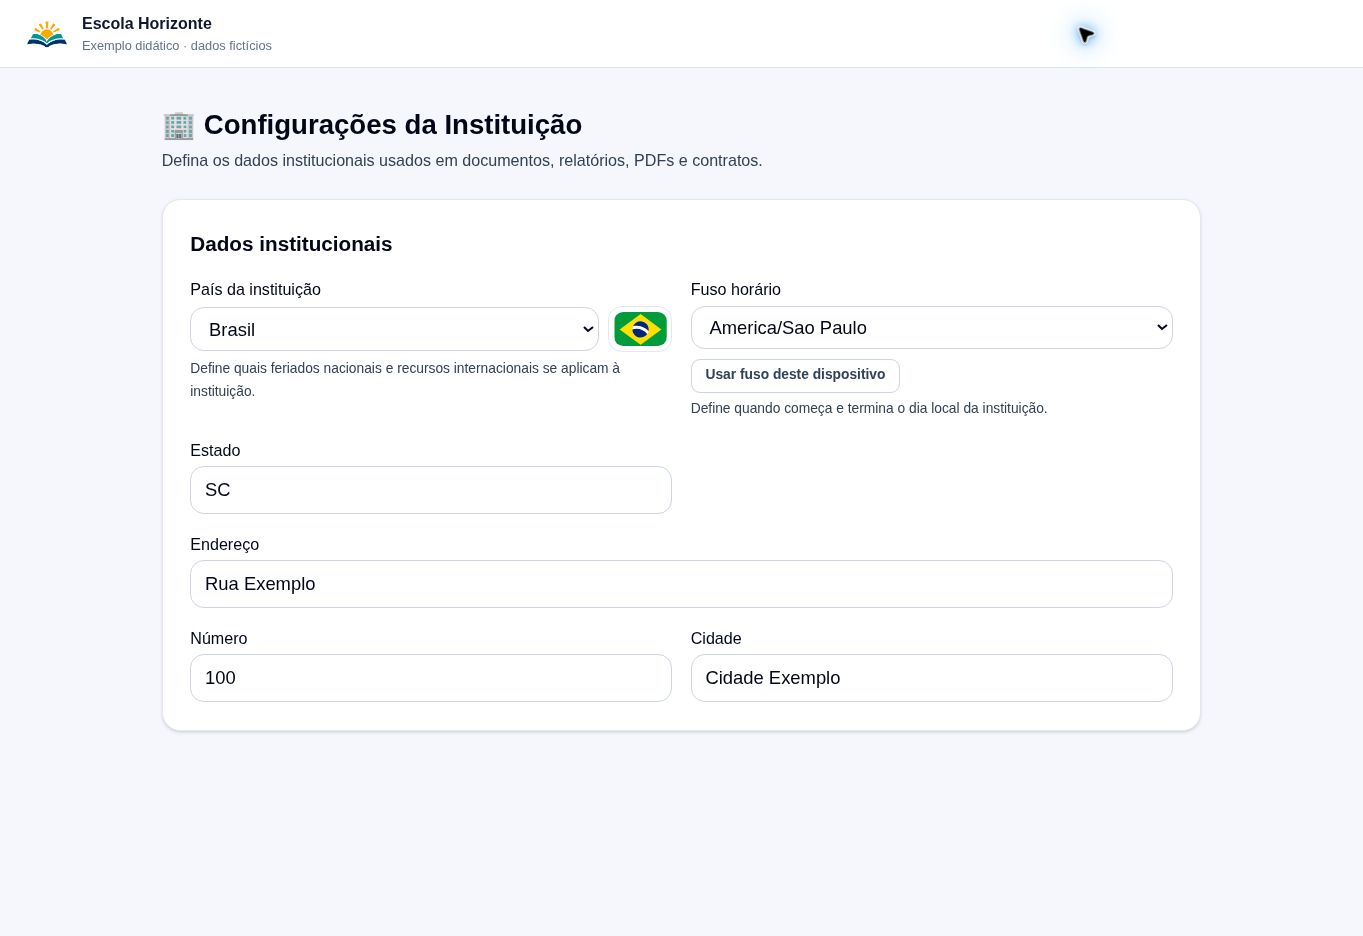 Escola Horizonte
Exemplo didático · dados fictícios
Configurações da Instituição
Defina os dados institucionais usados em documentos, relatórios, PDFs e contratos.
Dados institucionais
País da instituição
Brasil
Define quais feriados nacionais e recursos internacionais se aplicam à
instituição.
Fuso horário
America/Sao Paulo
Usar fuso deste dispositivo
Define quando começa e termina o dia local da instituição.
Estado
SC
Endereço
Rua Exemplo
Número
100
Cidade
Cidade Exemplo